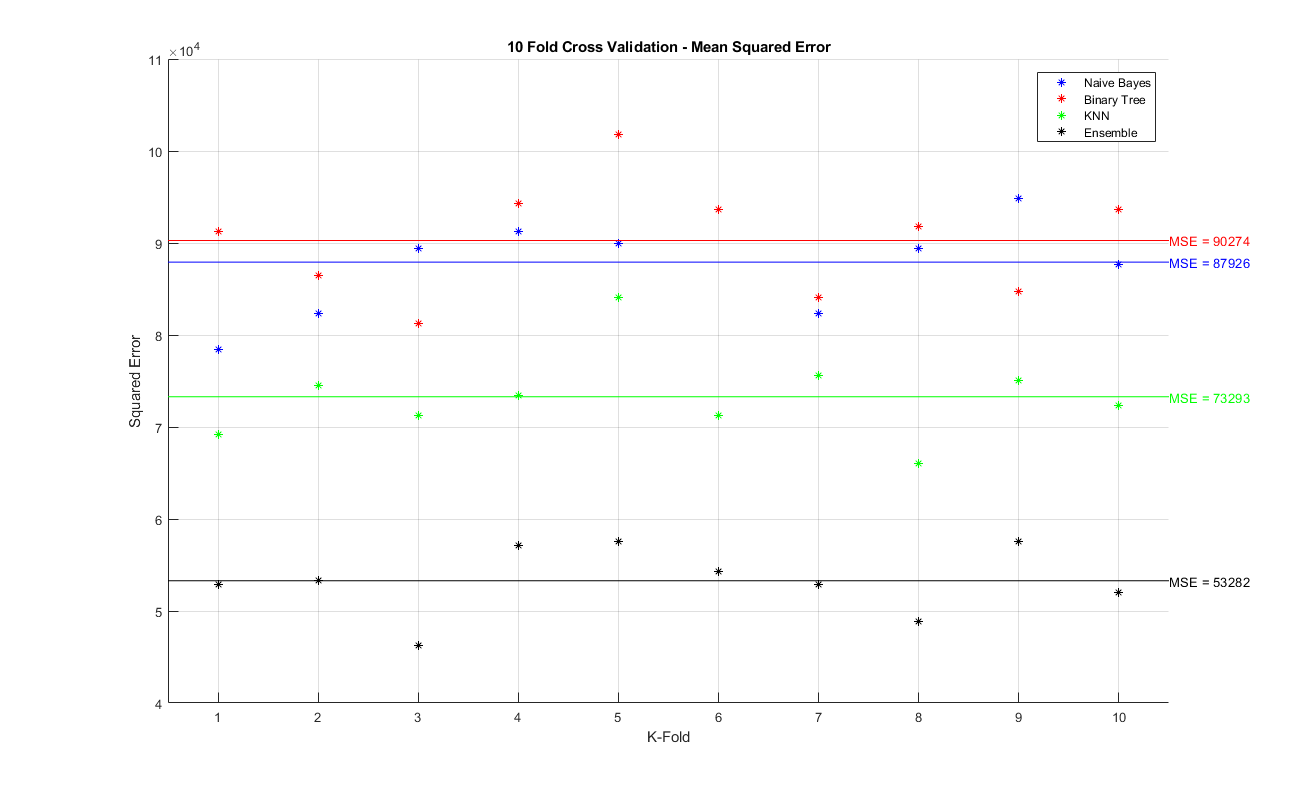 10 Fold Cross Validation - Mean Squared Error
×10⁴
11
10
9
8
7
6
5
4
Squared Error
Naive Bayes
Binary Tree
KNN
Ensemble
MSE = 90274
MSE = 87926
MSE = 73293
MSE = 53282
1 2 3 4 5 6 7 8 9 10
K-Fold